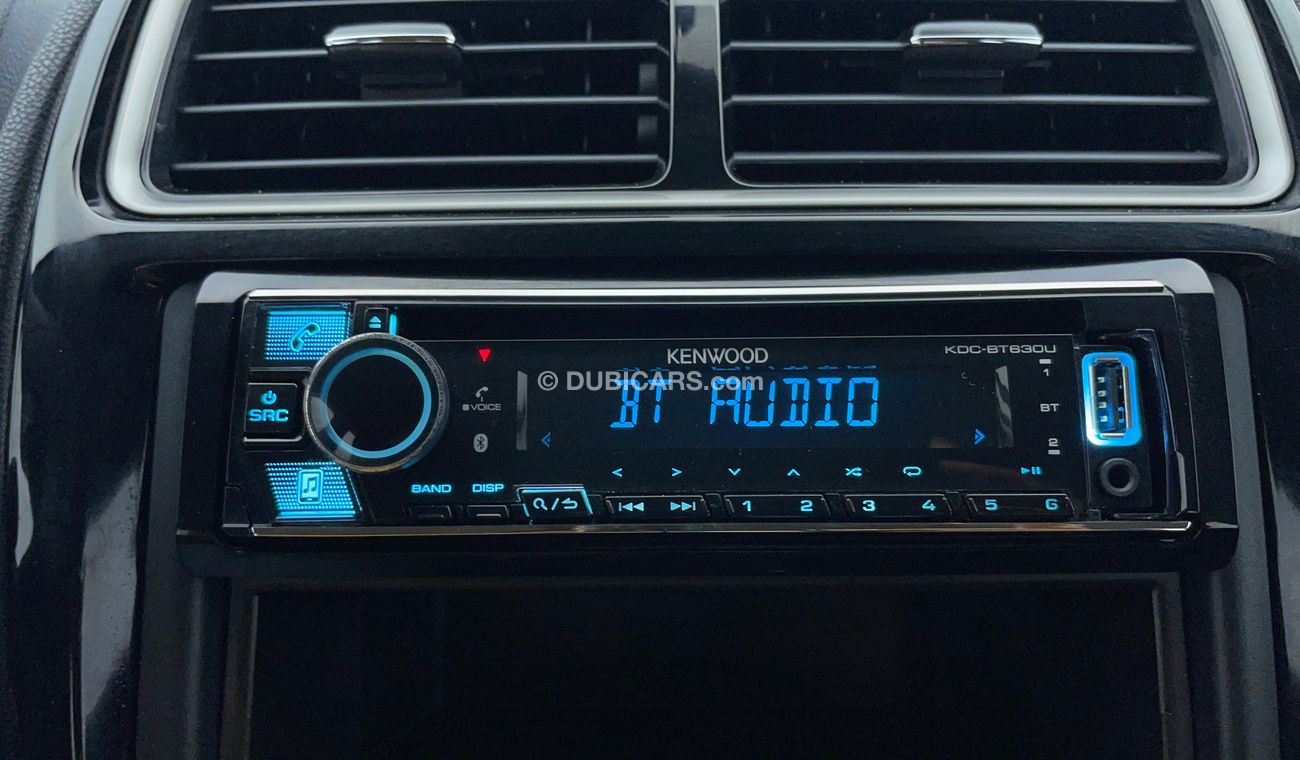 KENWOOD
KDC-BT630U
© DUBICARS.com
1
VOICE
BT AUDIO
BT
SRC
2
BAND DISP
1 2 3 4 5 6